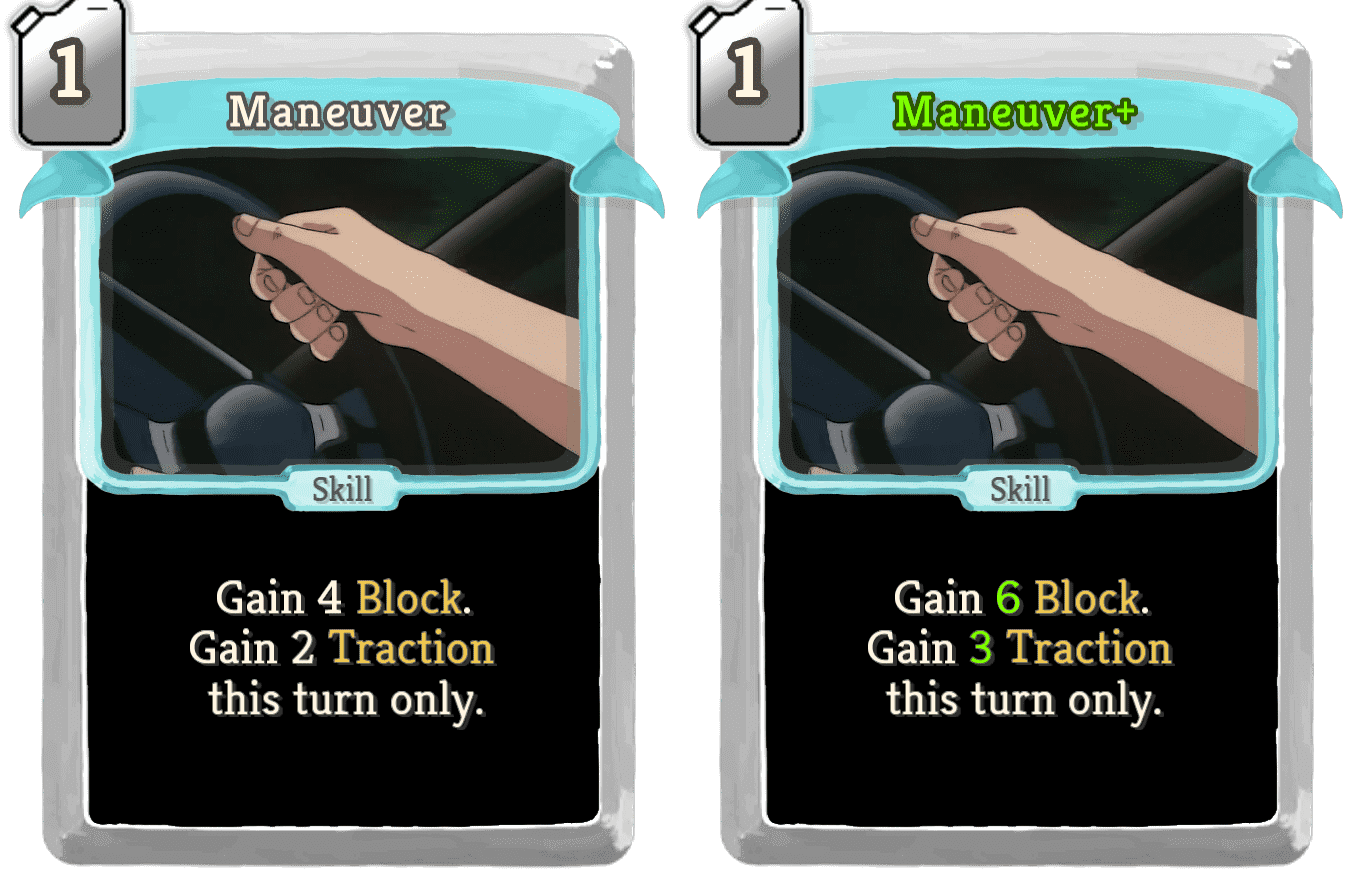 1
Maneuver
Skill
Gain 4 Block.
Gain 2 Traction
this turn only.
1
Maneuver+
Skill
Gain 6 Block.
Gain 3 Traction
this turn only.